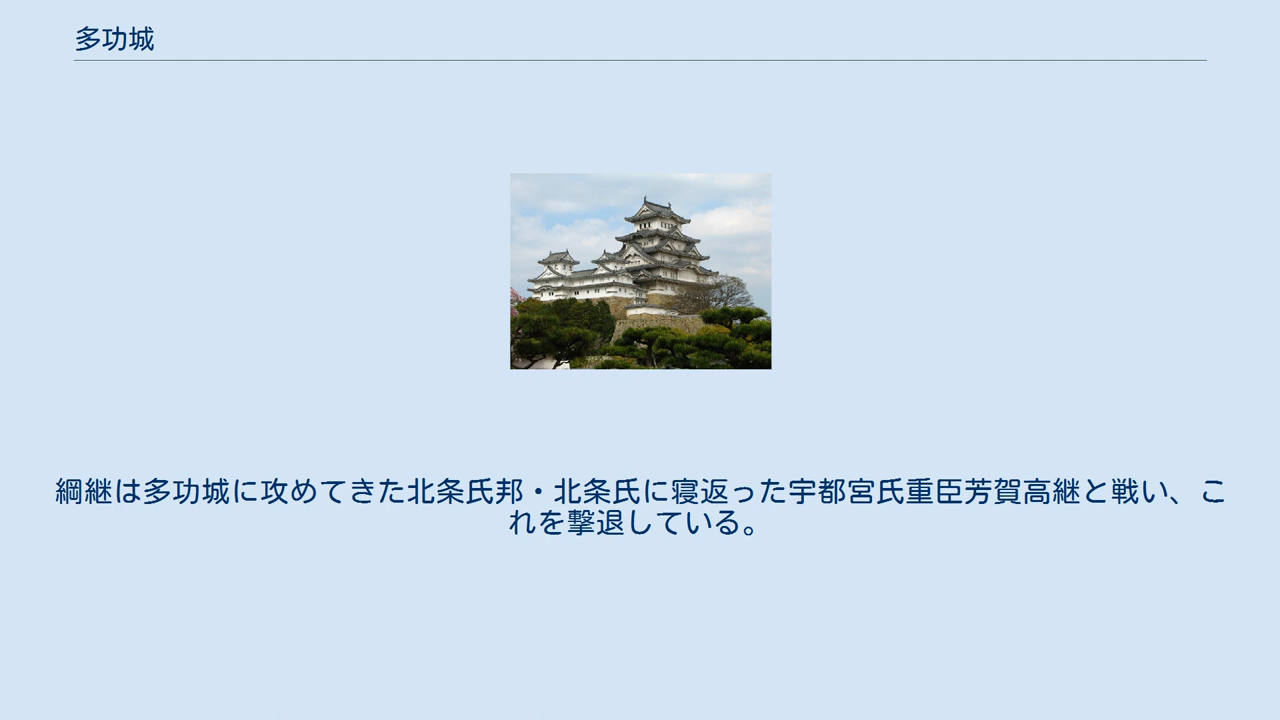 多功城
綱継は多功城に攻めてきた北条氏邦・北条氏に寝返った宇都宮氏重臣芳賀高継と戦い、こ
れを撃退している。